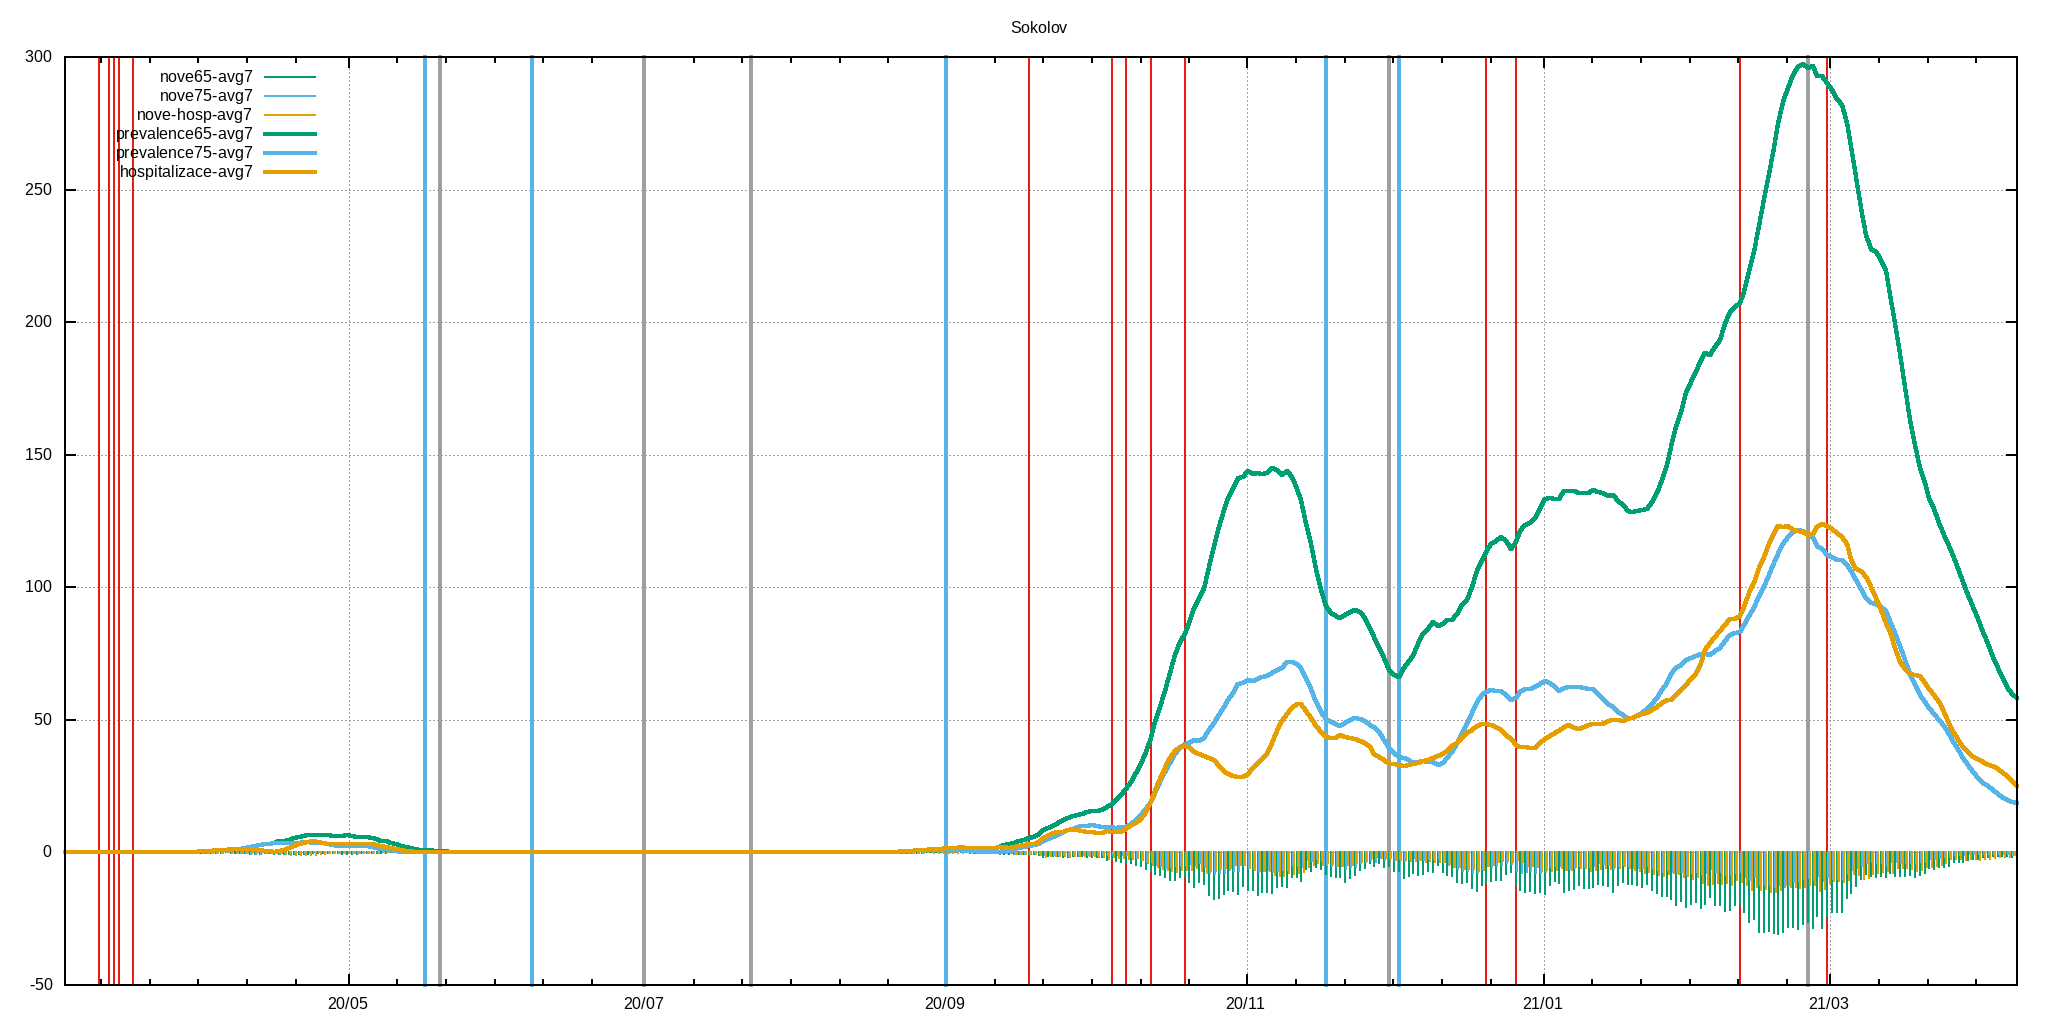 Sokolov
300
250
200
150
100
50
0
-50
nove65-avg7
nove75-avg7
nove-hosp-avg7
prevalence65-avg7
prevalence75-avg7
hospitalizace-avg7
20/05
20/07
20/09
20/11
21/01
21/03